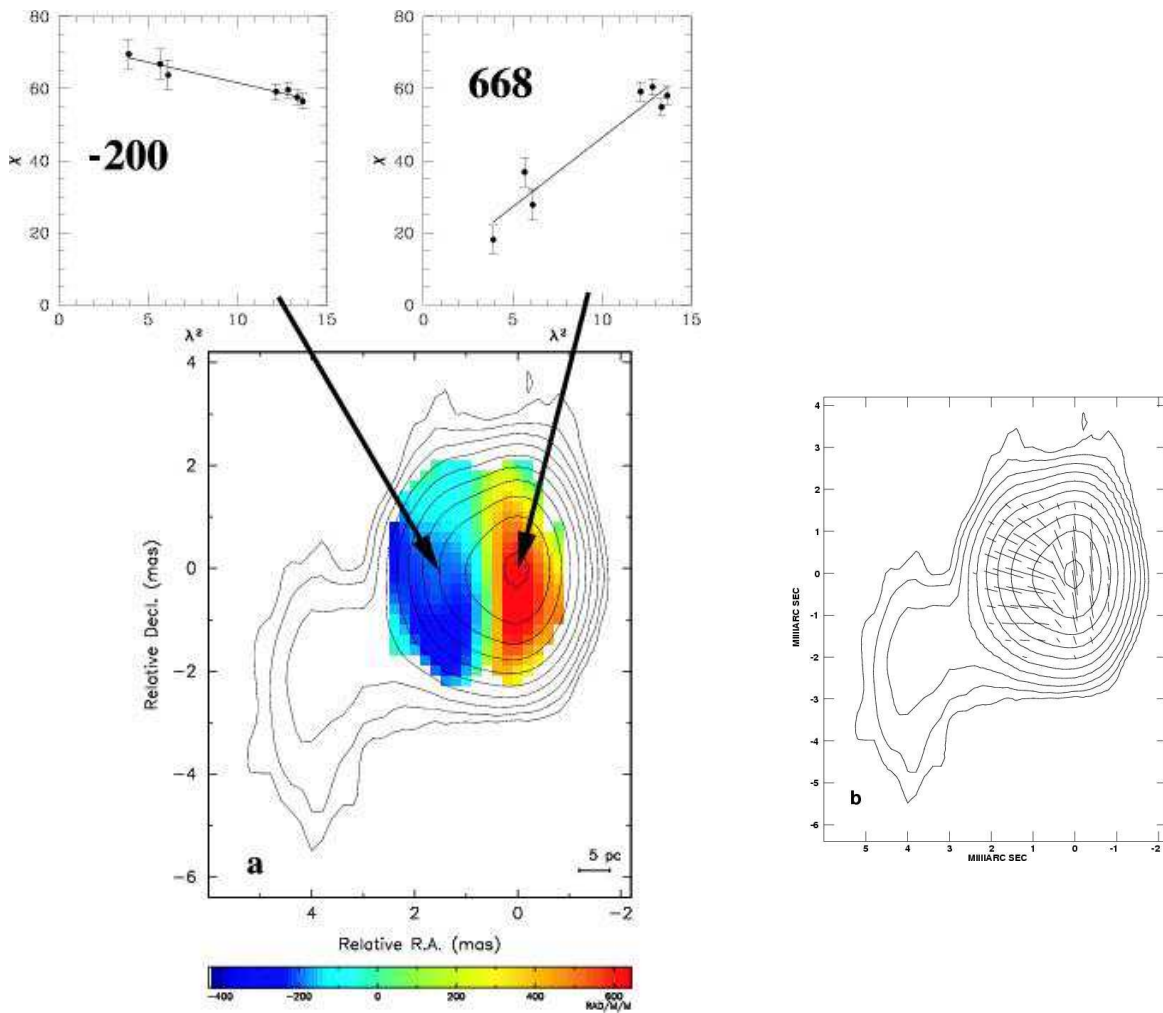 80
60
40
20
0
χ
-200
0 5 10 15
λ²
80
60
40
20
0
χ
668
0 5 10 15
λ²
4
2
0
−2
−4
−6
Relative Decl. (mas)
a
5 pc
4 2 0 −2
Relative R.A. (mas)
−400 −200 0 200 400 600
RAD/M/M
4
3
2
1
0
-1
-2
-3
-4
-5
-6
MIlliARC SEC
b
5 4 3 2 1 0 -1 -2
MIlliARC SEC